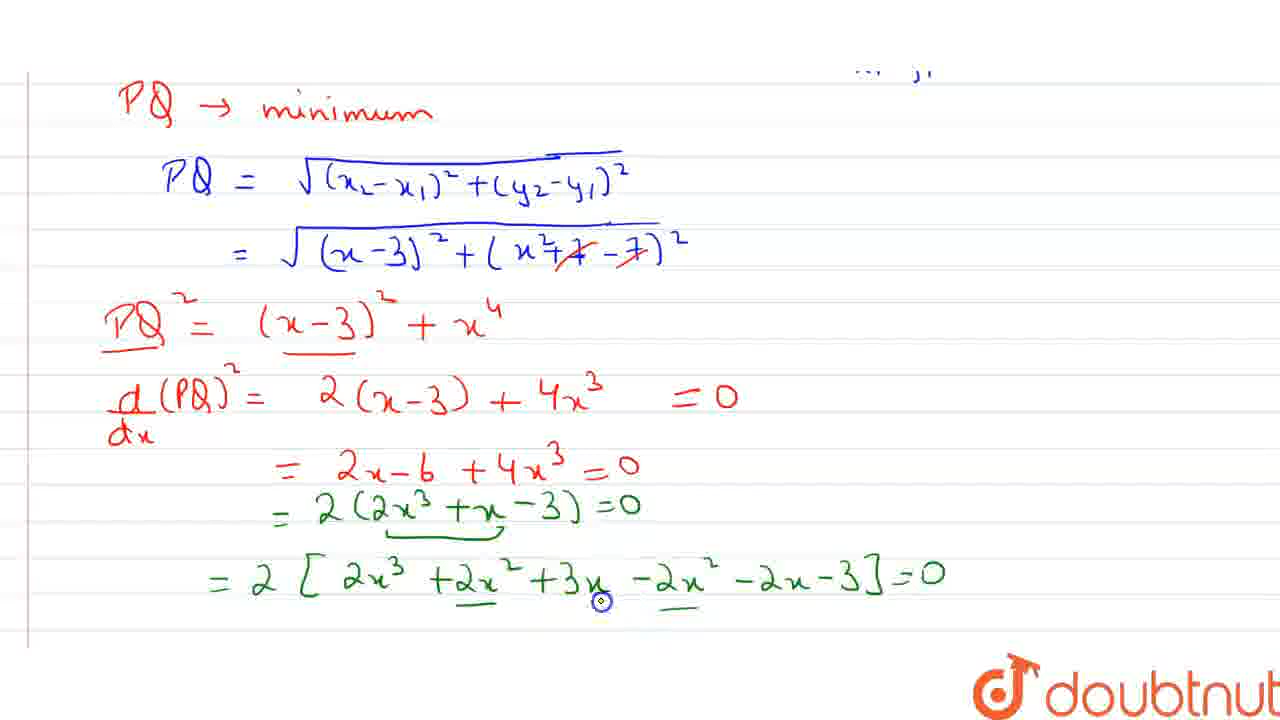 PQ → minimum
PQ = √(x₂-x₁)² + (y₂-y₁)²
= √(x-3)² + (x²+7-7)²
PQ² = (x-3)² + x⁴
d/dx (PQ)² = 2(x-3) + 4x³ = 0
= 2x-6 + 4x³ = 0
= 2(2x³ + x - 3) = 0
= 2 [ 2x³ + 2x² + 3x - 2x² - 2x - 3 ] = 0
doubtnut